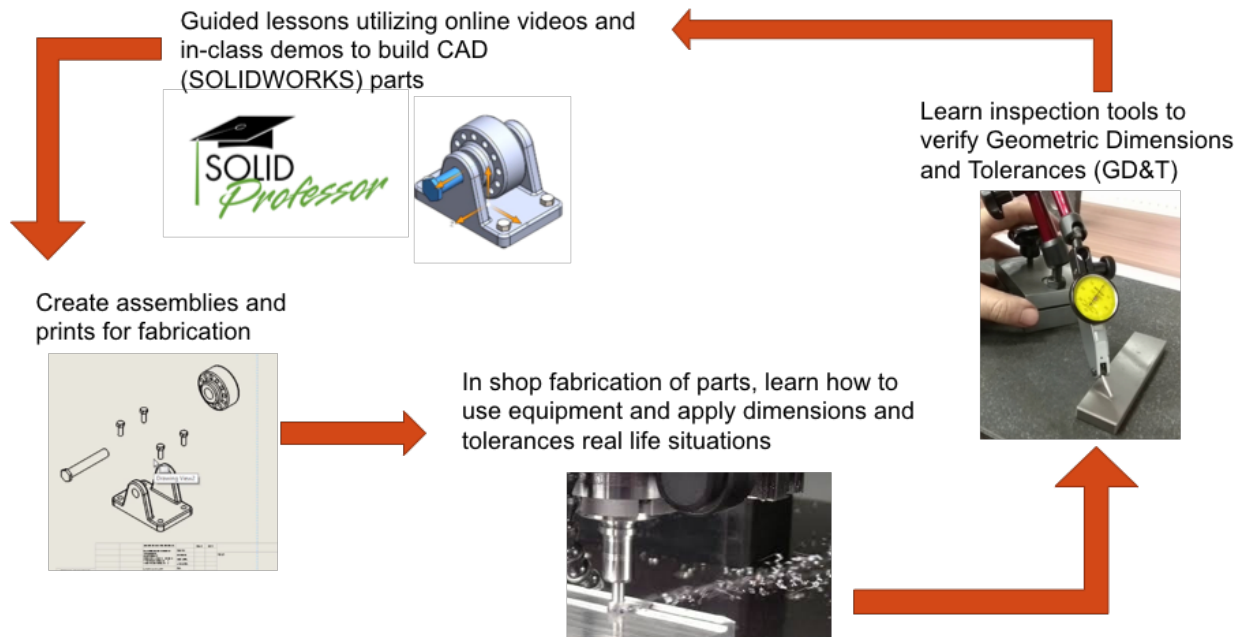 Guided lessons utilizing online videos and
in-class demos to build CAD
(SOLIDWORKS) parts
SOLID
Professor
Learn inspection tools to
verify Geometric Dimensions
and Tolerances (GD&T)
Create assemblies and
prints for fabrication
Drawing View2
In shop fabrication of parts, learn how to
use equipment and apply dimensions and
tolerances real life situations